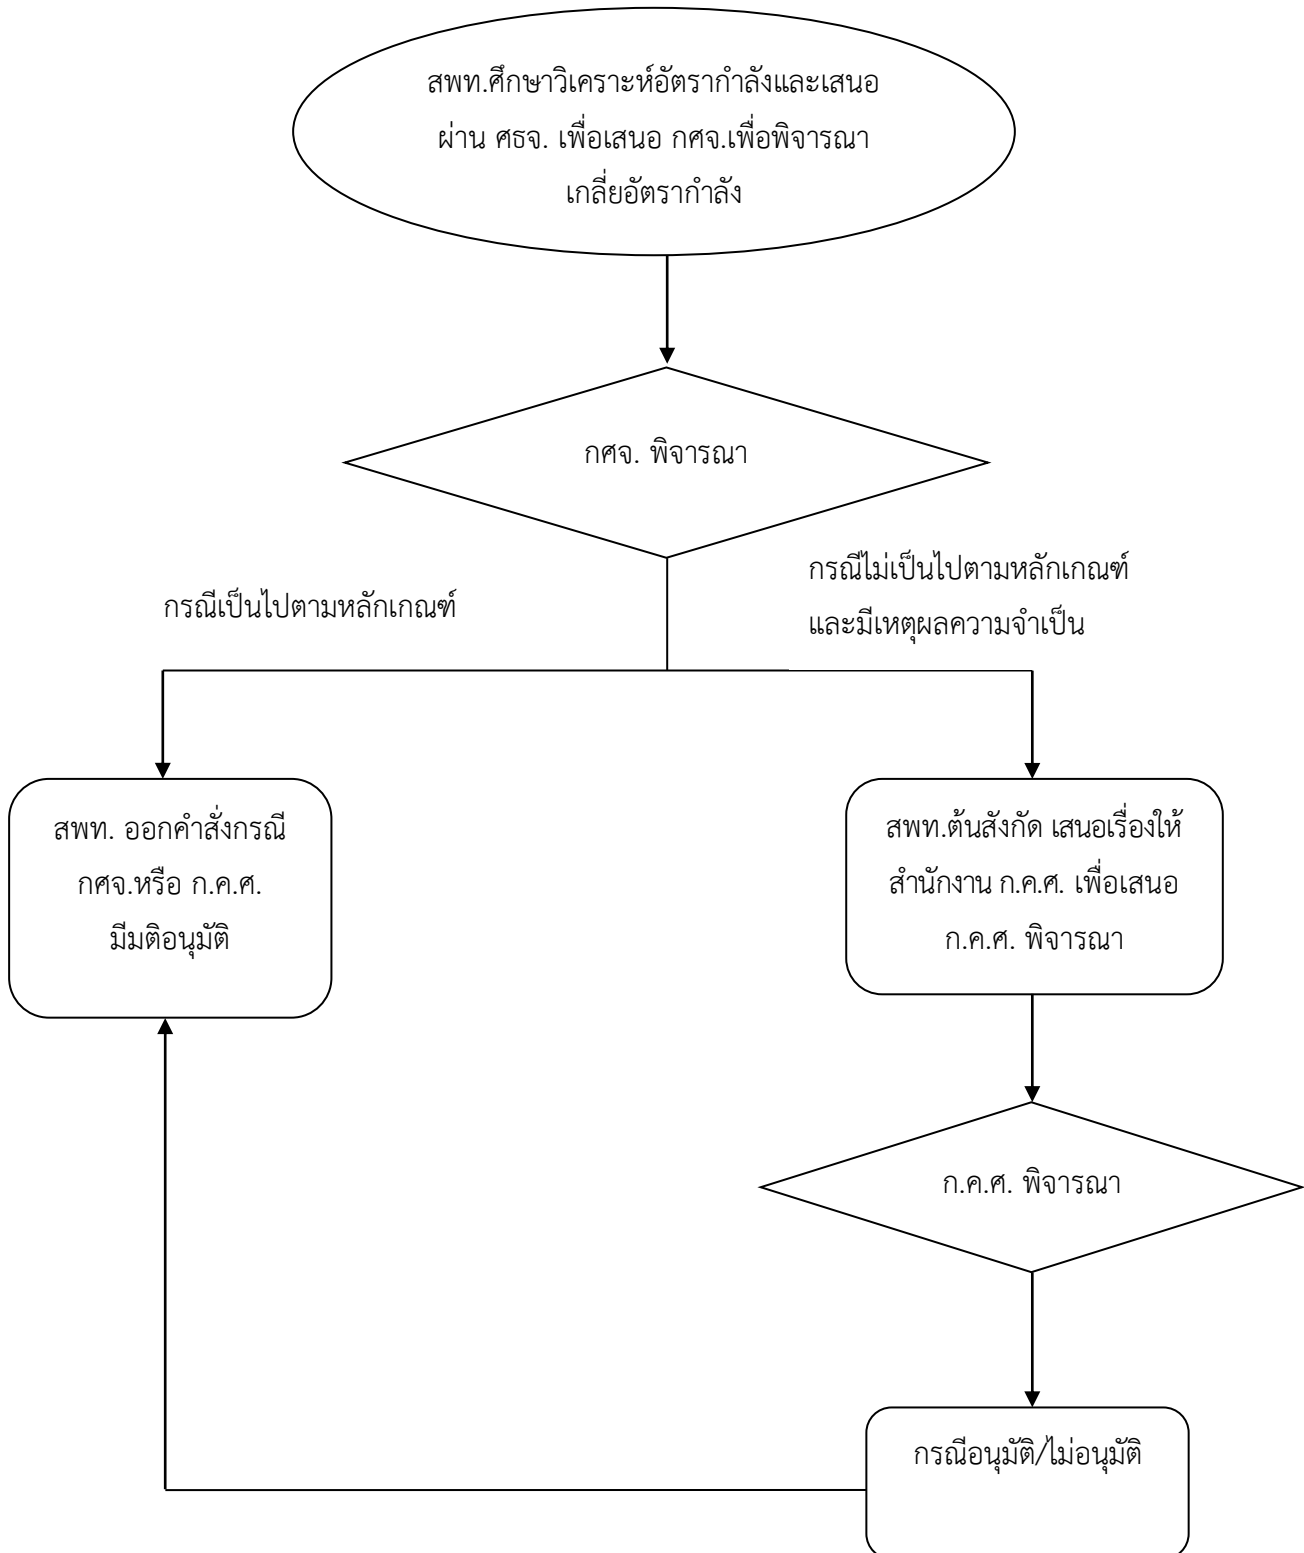 สพท.ศึกษาวิเคราะห์อัตรากำลังและเสนอ
ผ่าน ศธจ. เพื่อเสนอ กศจ.เพื่อพิจารณา
เกลี่ยอัตรากำลัง
กศจ. พิจารณา
กรณีเป็นไปตามหลักเกณฑ์
กรณีไม่เป็นไปตามหลักเกณฑ์
และมีเหตุผลความจำเป็น
สพท. ออกคำสั่งกรณี
กศจ.หรือ ก.ค.ศ.
มีมติอนุมัติ
สพท.ต้นสังกัด เสนอเรื่องให้
สำนักงาน ก.ค.ศ. เพื่อเสนอ
ก.ค.ศ. พิจารณา
ก.ค.ศ. พิจารณา
กรณีอนุมัติ/ไม่อนุมัติ